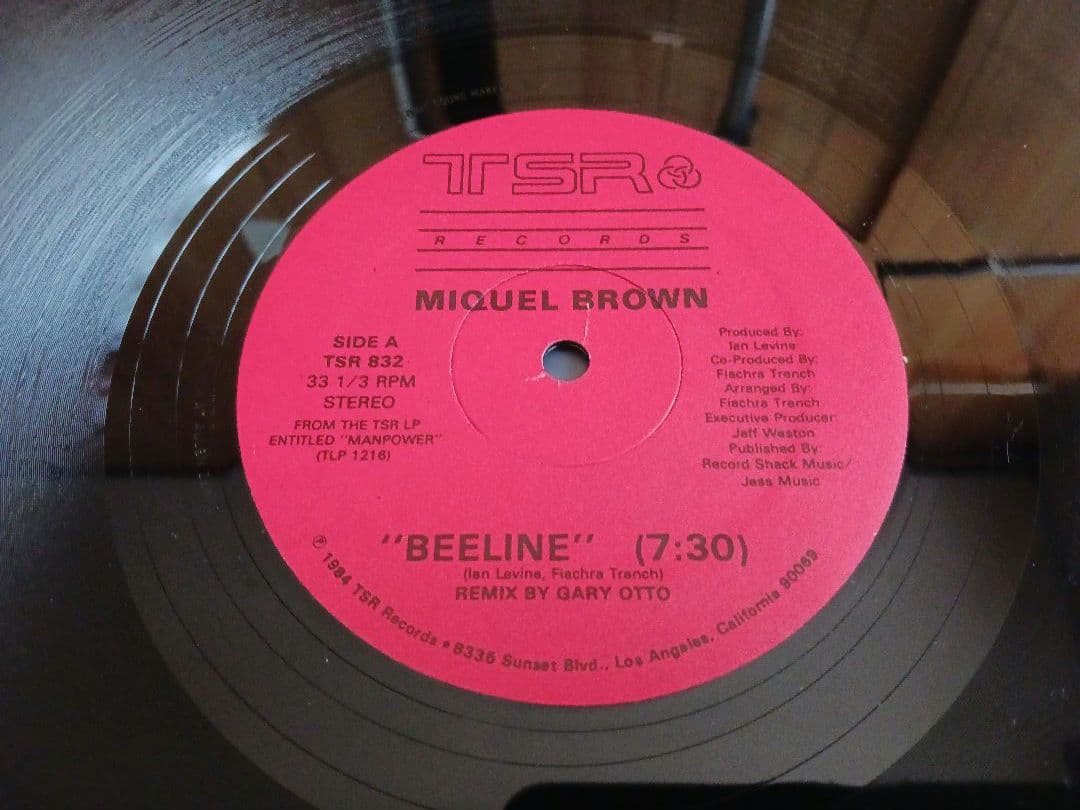 TSR
RECORDS
MIQUEL BROWN
SIDE A
TSR 832
33 1/3 RPM
STEREO
FROM THE TSR LP
ENTITLED "MANPOWER"
(TLP 1216)
Produced By:
Ian Levine
Co-Produced By:
Fiachra Trench
Arranged By:
Fiachra Trench
Executive Producer
Jeff Weston
Published By:
Record Shack Music/
Jess Music
"BEELINE" (7:30)
(Ian Levine, Fiachra Trench)
REMIX BY GARY OTTO
℗ 1984 TSR Records • 8335 Sunset Blvd., Los Angeles, California 90069